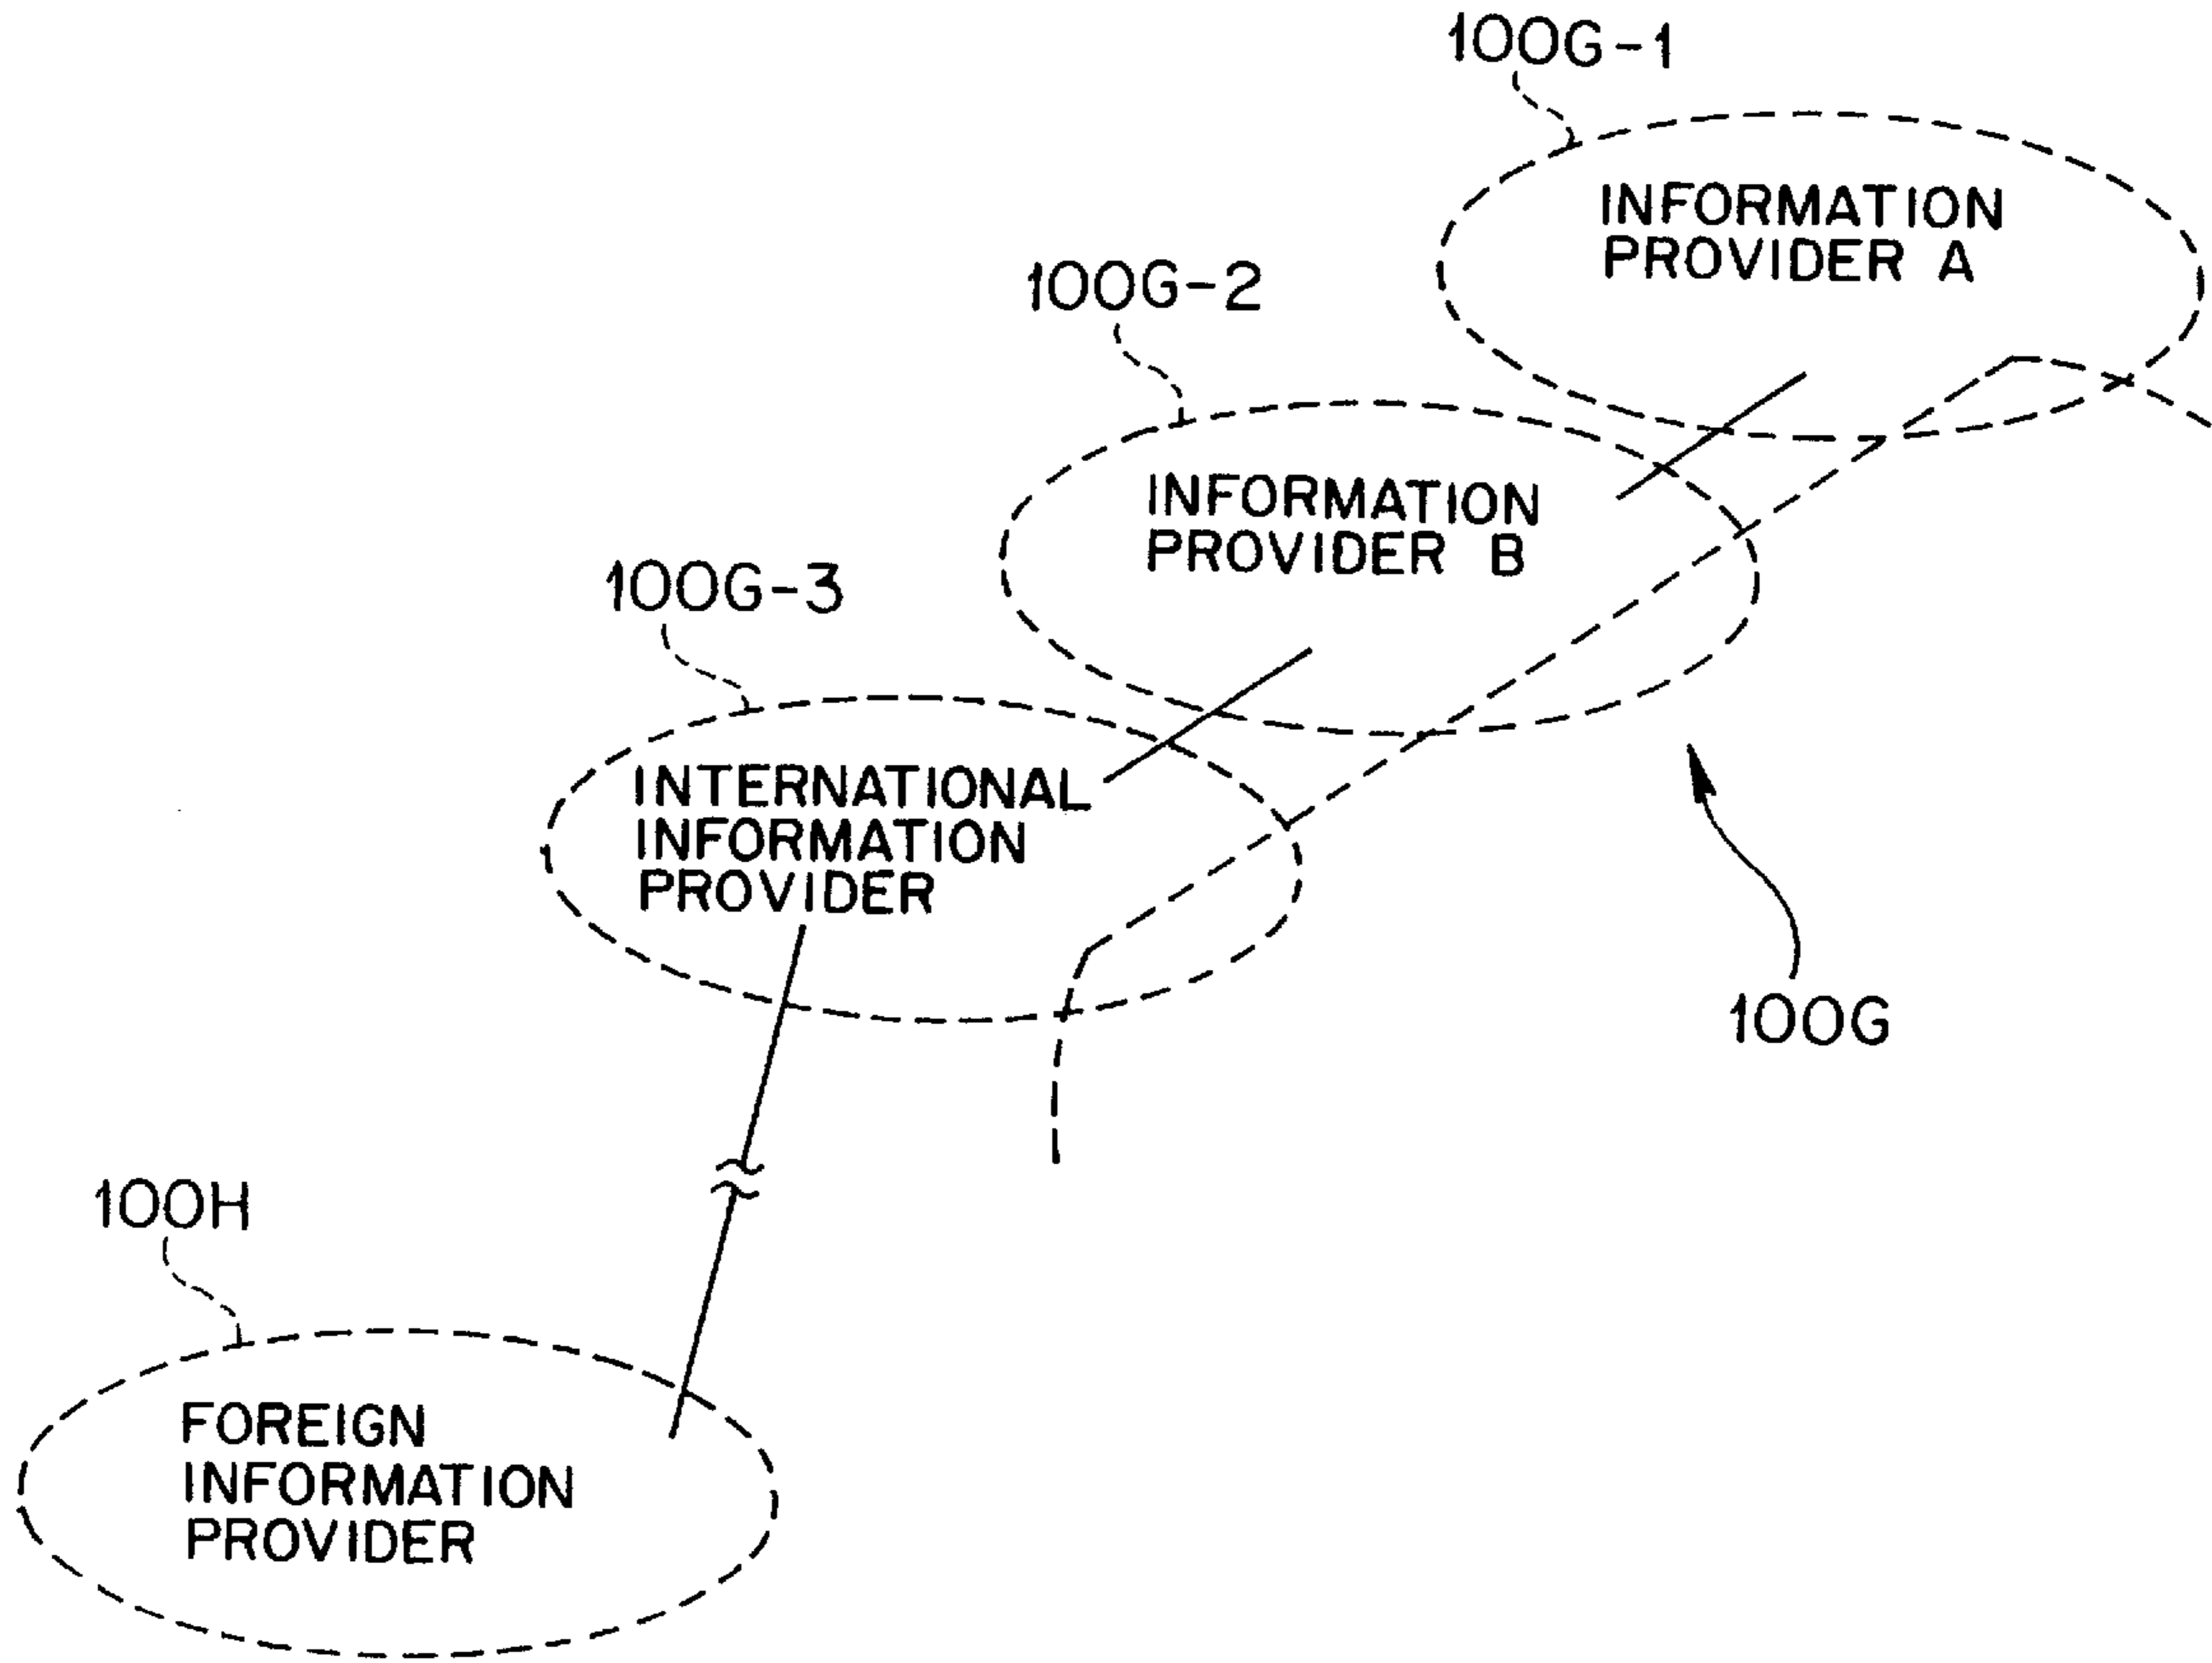 100G-1
INFORMATION
PROVIDER A
100G-2
INFORMATION
PROVIDER B
100G-3
INTERNATIONAL
INFORMATION
PROVIDER
100G
100H
FOREIGN
INFORMATION
PROVIDER